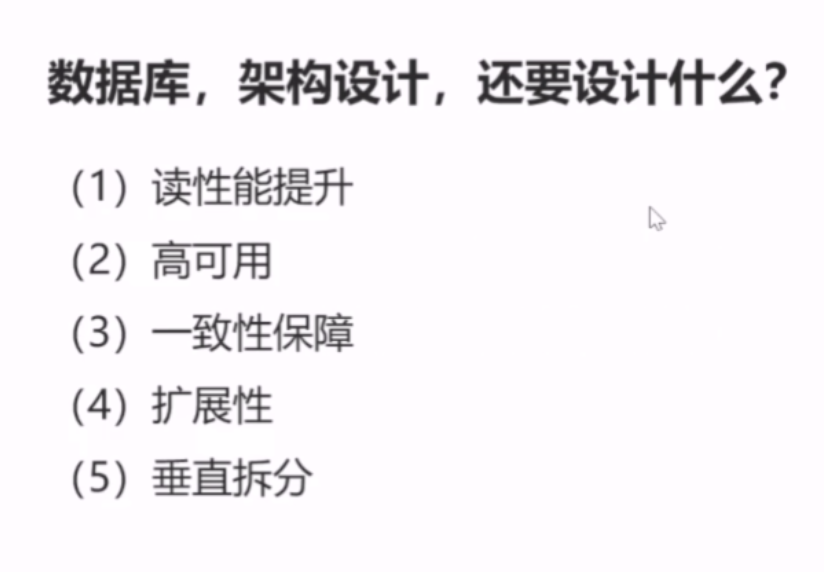 数据库，架构设计，还要设计什么？
（1）读性能提升
（2）高可用
（3）一致性保障
（4）扩展性
（5）垂直拆分